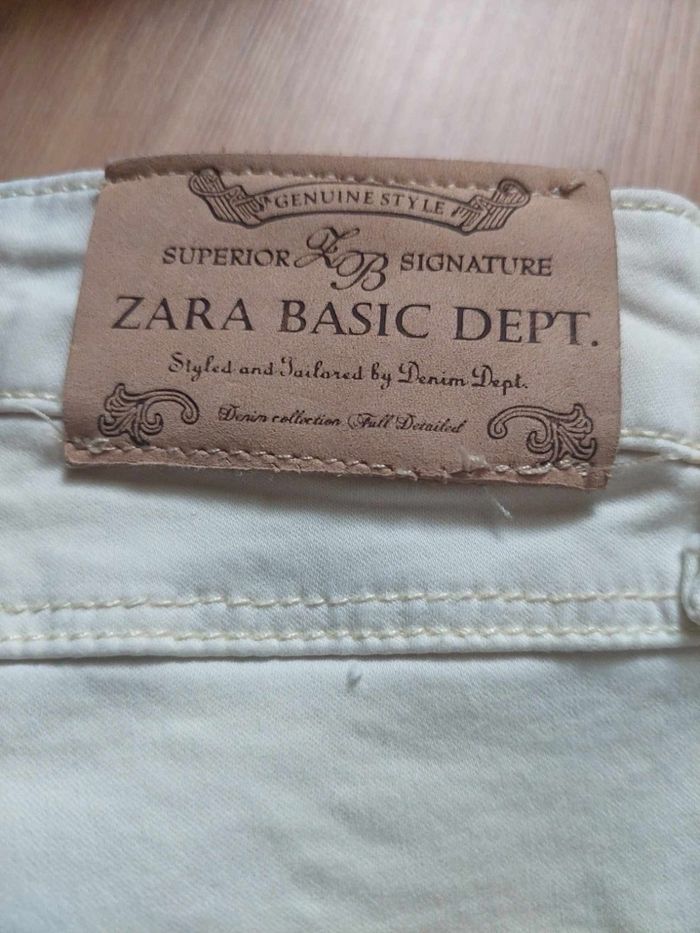 GENUINE STYLE
SUPERIOR ZB SIGNATURE
ZARA BASIC DEPT.
Styled and Tailored by Denim Dept.
Denim collection Full Detailed